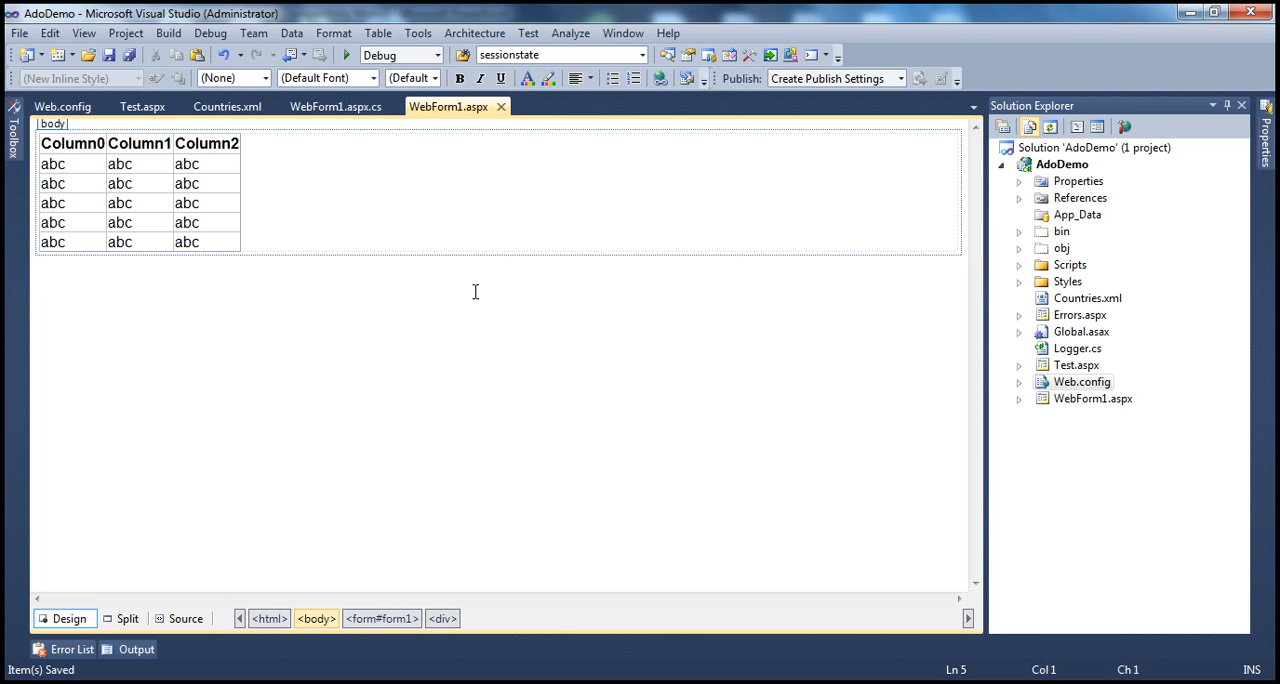 AdoDemo - Microsoft Visual Studio (Administrator)
File Edit View Project Build Debug Team Data Format Table Tools Architecture Test Analyze Window Help
Debug sessionstate
(New Inline Style) (None) (Default Font) (Default B I U A Publish: Create Publish Settings
Web.config Test.aspx Countries.xml WebForm1.aspx.cs WebForm1.aspx
Toolbox
body
Column0 Column1 Column2
abc abc abc
abc abc abc
abc abc abc
abc abc abc
abc abc abc
Design Split Source <html> <body> <form#form1> <div>
Solution Explorer
Solution 'AdoDemo' (1 project)
AdoDemo
Properties
References
App_Data
bin
obj
Scripts
Styles
Countries.xml
Errors.aspx
Global.asax
Logger.cs
Test.aspx
Web.config
WebForm1.aspx
Properties
Error List Output
Item(s) Saved Ln 5 Col 1 Ch 1 INS